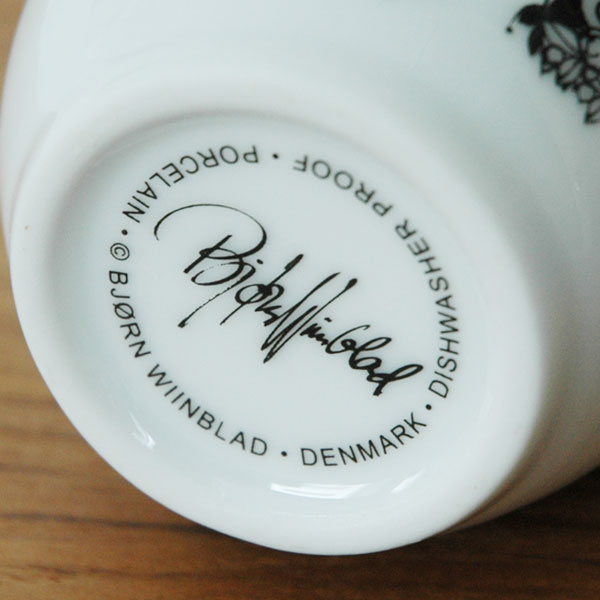 Bjørn Wiinblad
© BJØRN WIINBLAD • DENMARK • DISHWASHER PROOF • PORCELAIN •